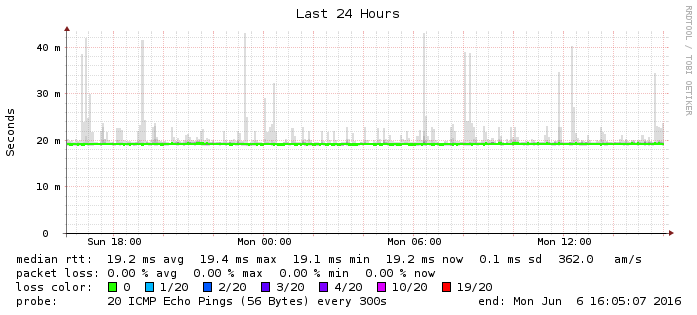 Last 24 Hours
RRDTOOL / TOBI OETIKER
Seconds
40 m
30 m
20 m
10 m
0
Sun 18:00 Mon 00:00 Mon 06:00 Mon 12:00
median rtt: 19.2 ms avg 19.4 ms max 19.1 ms min 19.2 ms now 0.1 ms sd 362.0 am/s
packet loss: 0.00 % avg 0.00 % max 0.00 % min 0.00 % now
loss color: 0 1/20 2/20 3/20 4/20 10/20 19/20
probe: 20 ICMP Echo Pings (56 Bytes) every 300s end: Mon Jun 6 16:05:07 2016